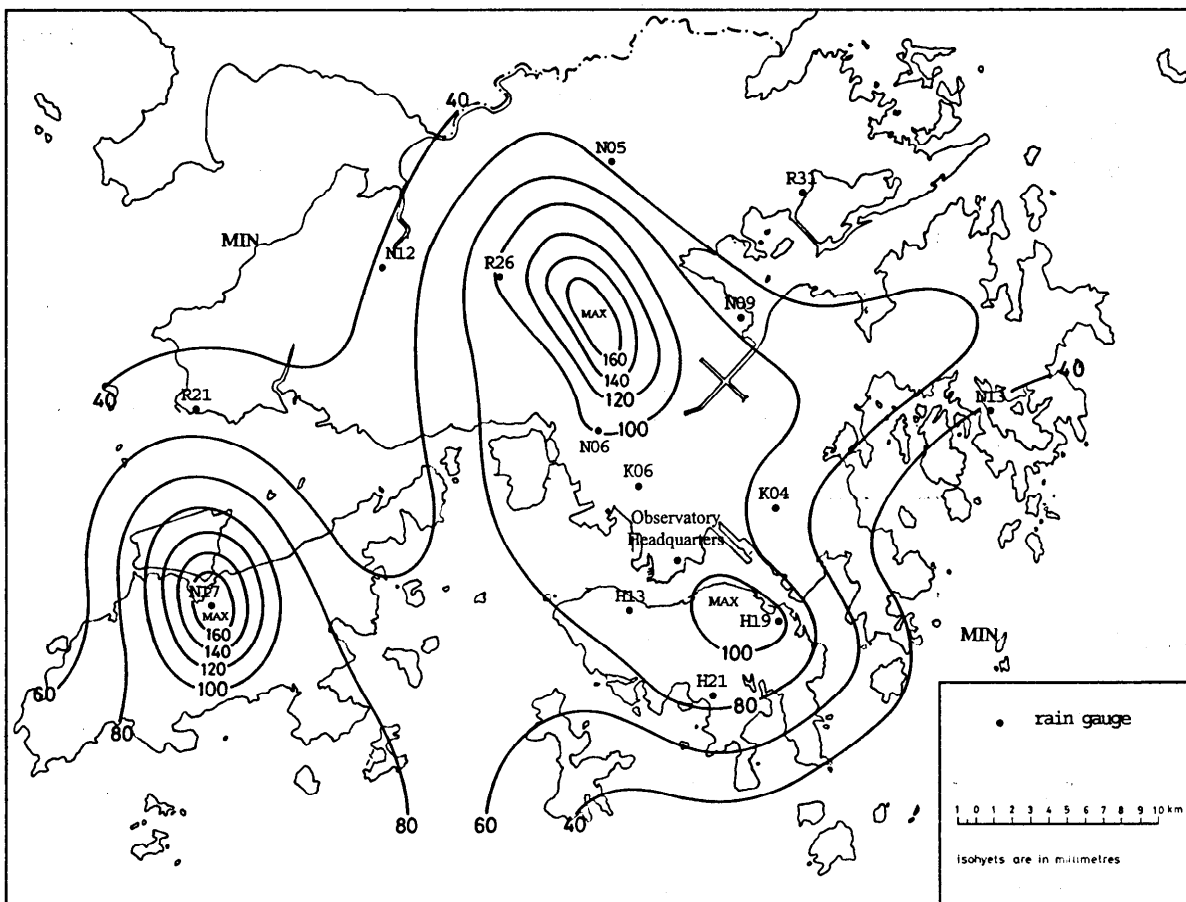 40
N05
R31
MIN
N12
R26
MAX
N09
160
140
120
100
40
R21
40
N13
N06
K06
K04
Observatory
Headquarters
N17
MAX
160
140
120
100
H13
MAX
H19
100
MIN
H21
80
60
80
80
60
40
rain gauge
1 0 1 2 3 4 5 6 7 8 9 10 km
isohyets are in millimetres